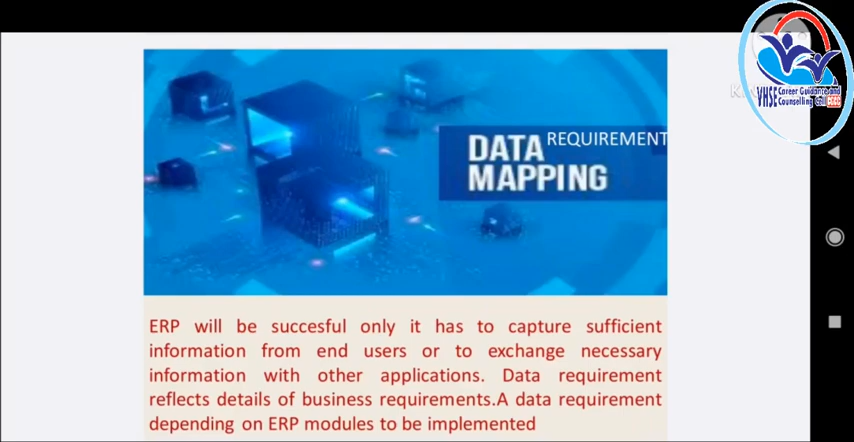 REQUIREMENT
DATA
MAPPING
VHSE Career Guidance and
Counselling Cell CGCC
ERP will be succesful only it has to capture sufficient
information from end users or to exchange necessary
information with other applications. Data requirement
reflects details of business requirements.A data requirement
depending on ERP modules to be implemented